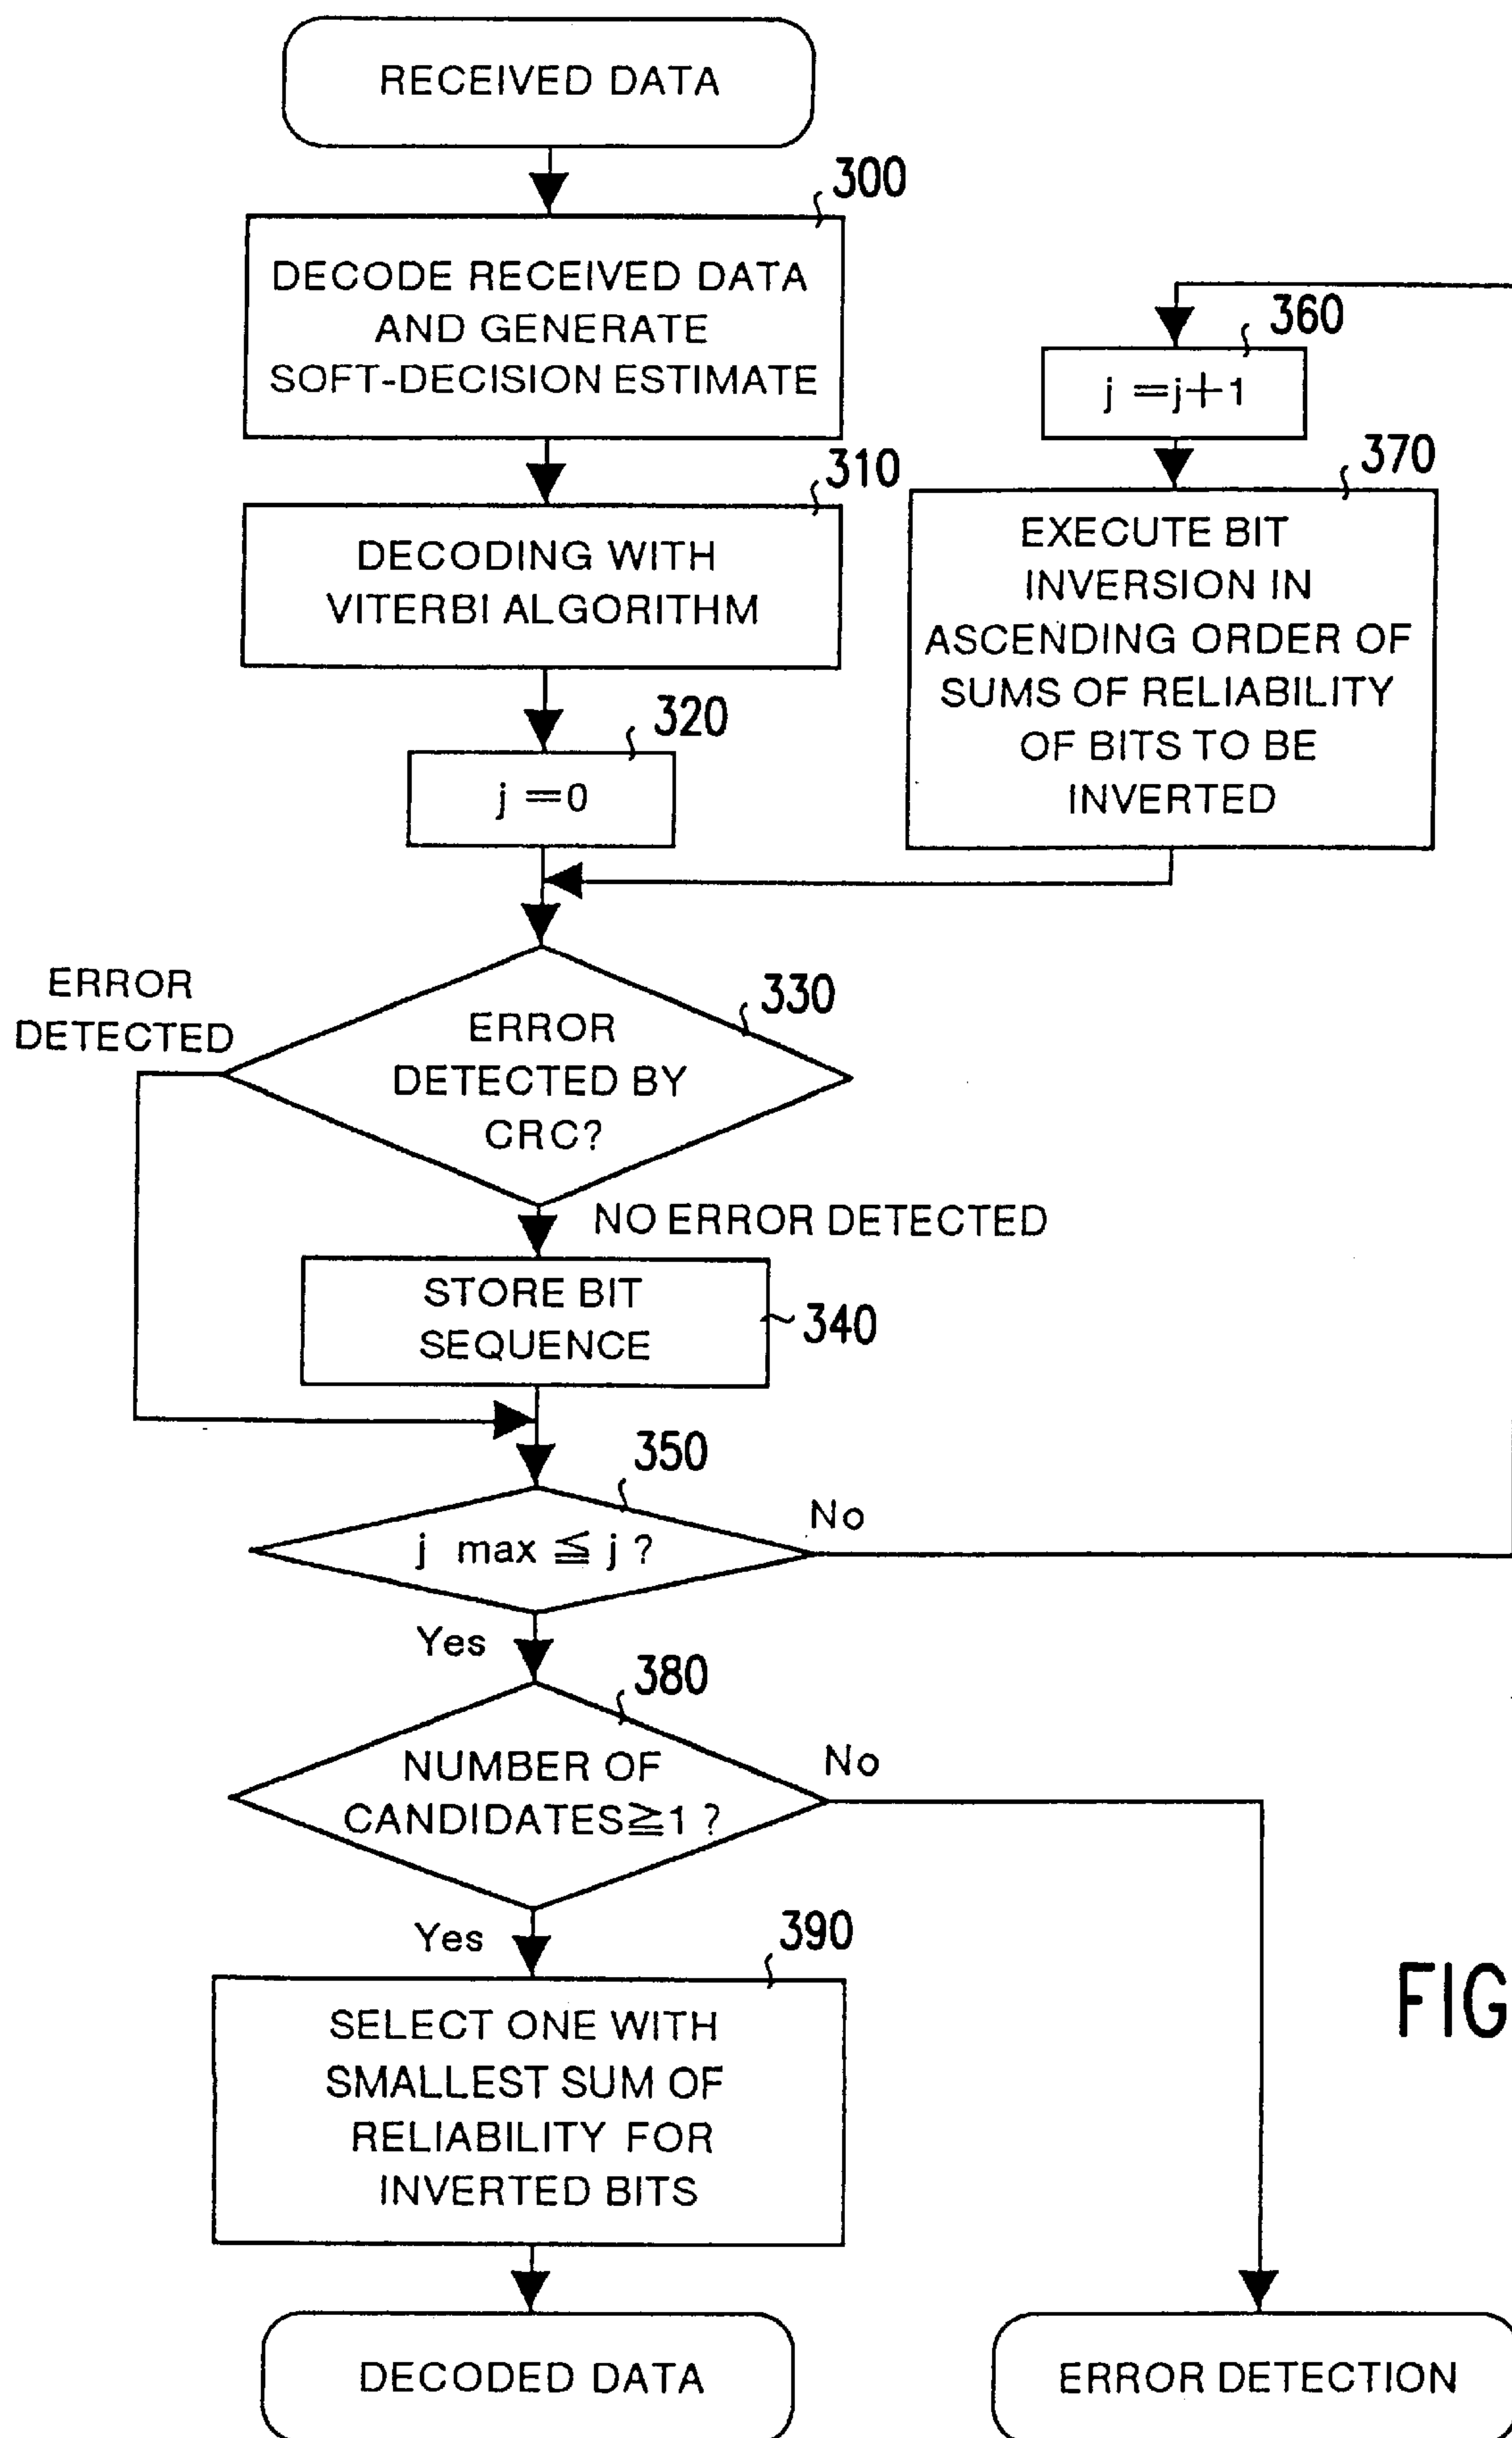 RECEIVED DATA
300
DECODE RECEIVED DATA
AND GENERATE
SOFT-DECISION ESTIMATE
310
DECODING WITH
VITERBI ALGORITHM
320
j =0
360
j =j+1
370
EXECUTE BIT
INVERSION IN
ASCENDING ORDER OF
SUMS OF RELIABILITY
OF BITS TO BE
INVERTED
ERROR
DETECTED
330
ERROR
DETECTED BY
CRC?
NO ERROR DETECTED
STORE BIT
SEQUENCE
340
350
j max ≦ j ?
No
Yes
380
NUMBER OF
CANDIDATES≧1 ?
No
Yes
390
SELECT ONE WITH
SMALLEST SUM OF
RELIABILITY FOR
INVERTED BITS
FIG
DECODED DATA
ERROR DETECTION